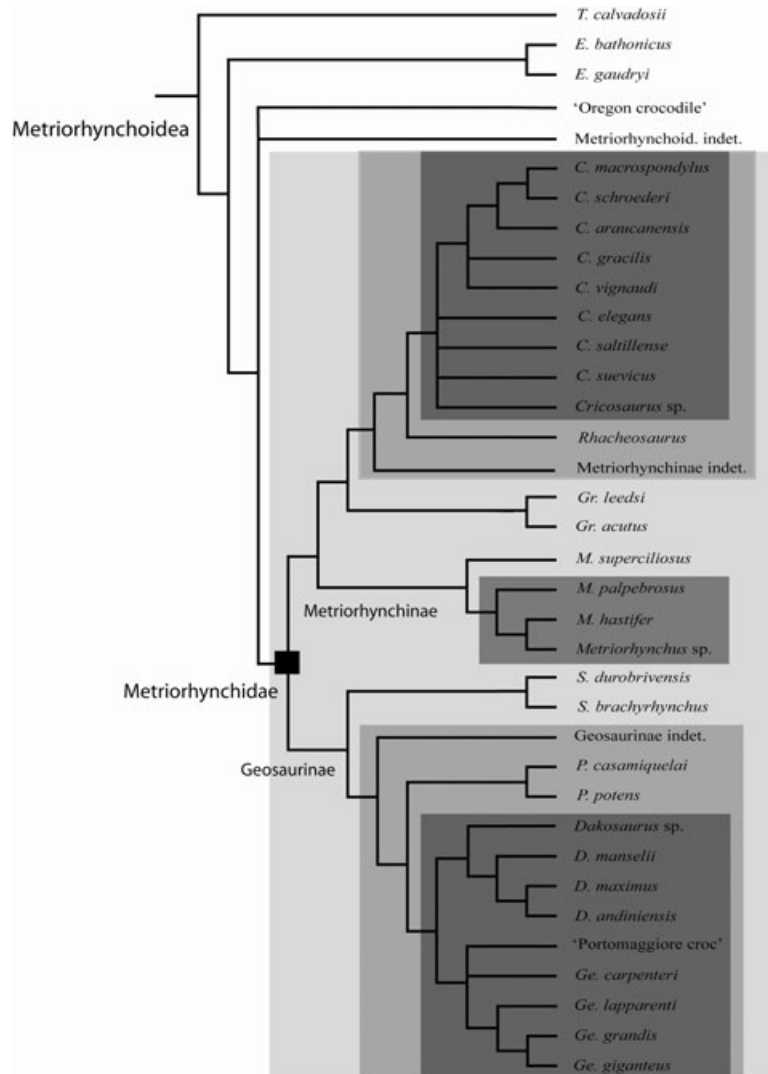 T. calvadosii
E. bathonicus
E. gaudryi
'Oregon crocodile'
Metriorhynchoidea
Metriorhynchoid. indet.
C. macrospondylus
C. schroederi
C. araucanensis
C. gracilis
C. vignaudi
C. elegans
C. saltillense
C. suevicus
Cricosaurus sp.
Rhacheosaurus
Metriorhynchinae indet.
Gr. leedsi
Gr. acutus
M. superciliosus
M. palpebrosus
Metriorhynchinae
M. hastifer
Metriorhynchus sp.
S. durobrivensis
Metriorhynchidae
S. brachyrhynchus
Geosaurinae indet.
Geosaurinae
P. casamiquelai
P. potens
Dakosaurus sp.
D. manselii
D. maximus
D. andiniensis
'Portomaggiore croc'
Ge. carpenteri
Ge. lapparenti
Ge. grandis
Ge. giganteus